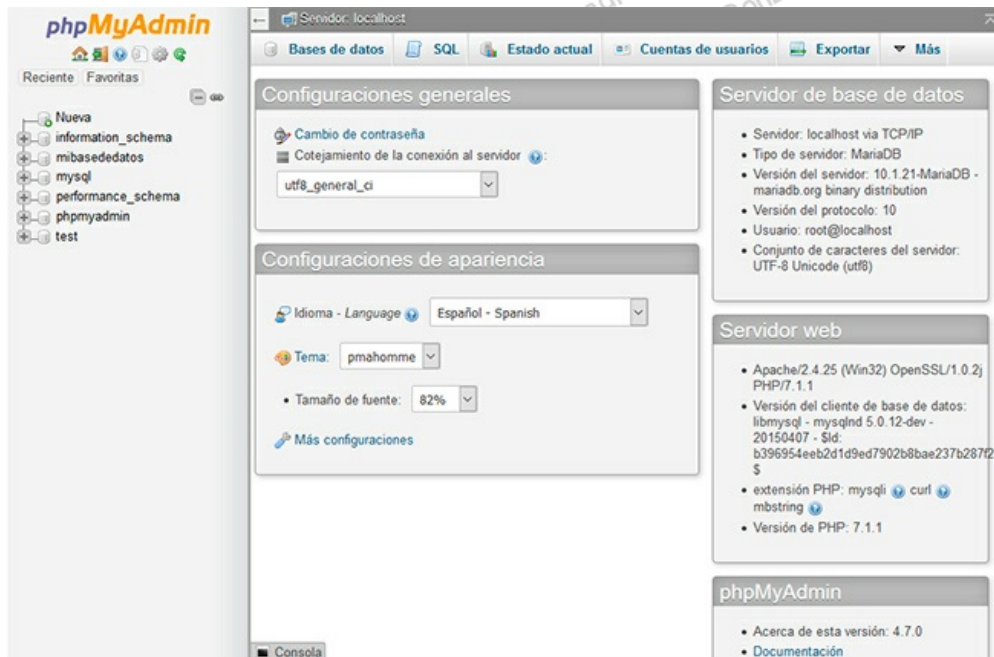 phpMyAdmin
Reciente Favoritas
Nueva
information_schema
mibasededatos
mysql
performance_schema
phpmyadmin
test
Servidor: localhost
Bases de datos SQL Estado actual Cuentas de usuarios Exportar Más
Configuraciones generales
Cambio de contraseña
Cotejamiento de la conexión al servidor :
utf8_general_ci
Configuraciones de apariencia
Idioma - Language Español - Spanish
Tema: pmahomme
• Tamaño de fuente: 82%
Más configuraciones
Consola
Servidor de base de datos
• Servidor: localhost via TCP/IP
• Tipo de servidor: MariaDB
• Versión del servidor: 10.1.21-MariaDB -
mariadb.org binary distribution
• Versión del protocolo: 10
• Usuario: root@localhost
• Conjunto de caracteres del servidor:
UTF-8 Unicode (utf8)
Servidor web
• Apache/2.4.25 (Win32) OpenSSL/1.0.2j
PHP/7.1.1
• Versión del cliente de base de datos:
libmysql - mysqlnd 5.0.12-dev -
20150407 - $Id:
b396954eeb2d1d9ed7902b8bae237b287f2
$
• extensión PHP: mysqli curl
mbstring
• Versión de PHP: 7.1.1
phpMyAdmin
• Acerca de esta versión: 4.7.0
• Documentación